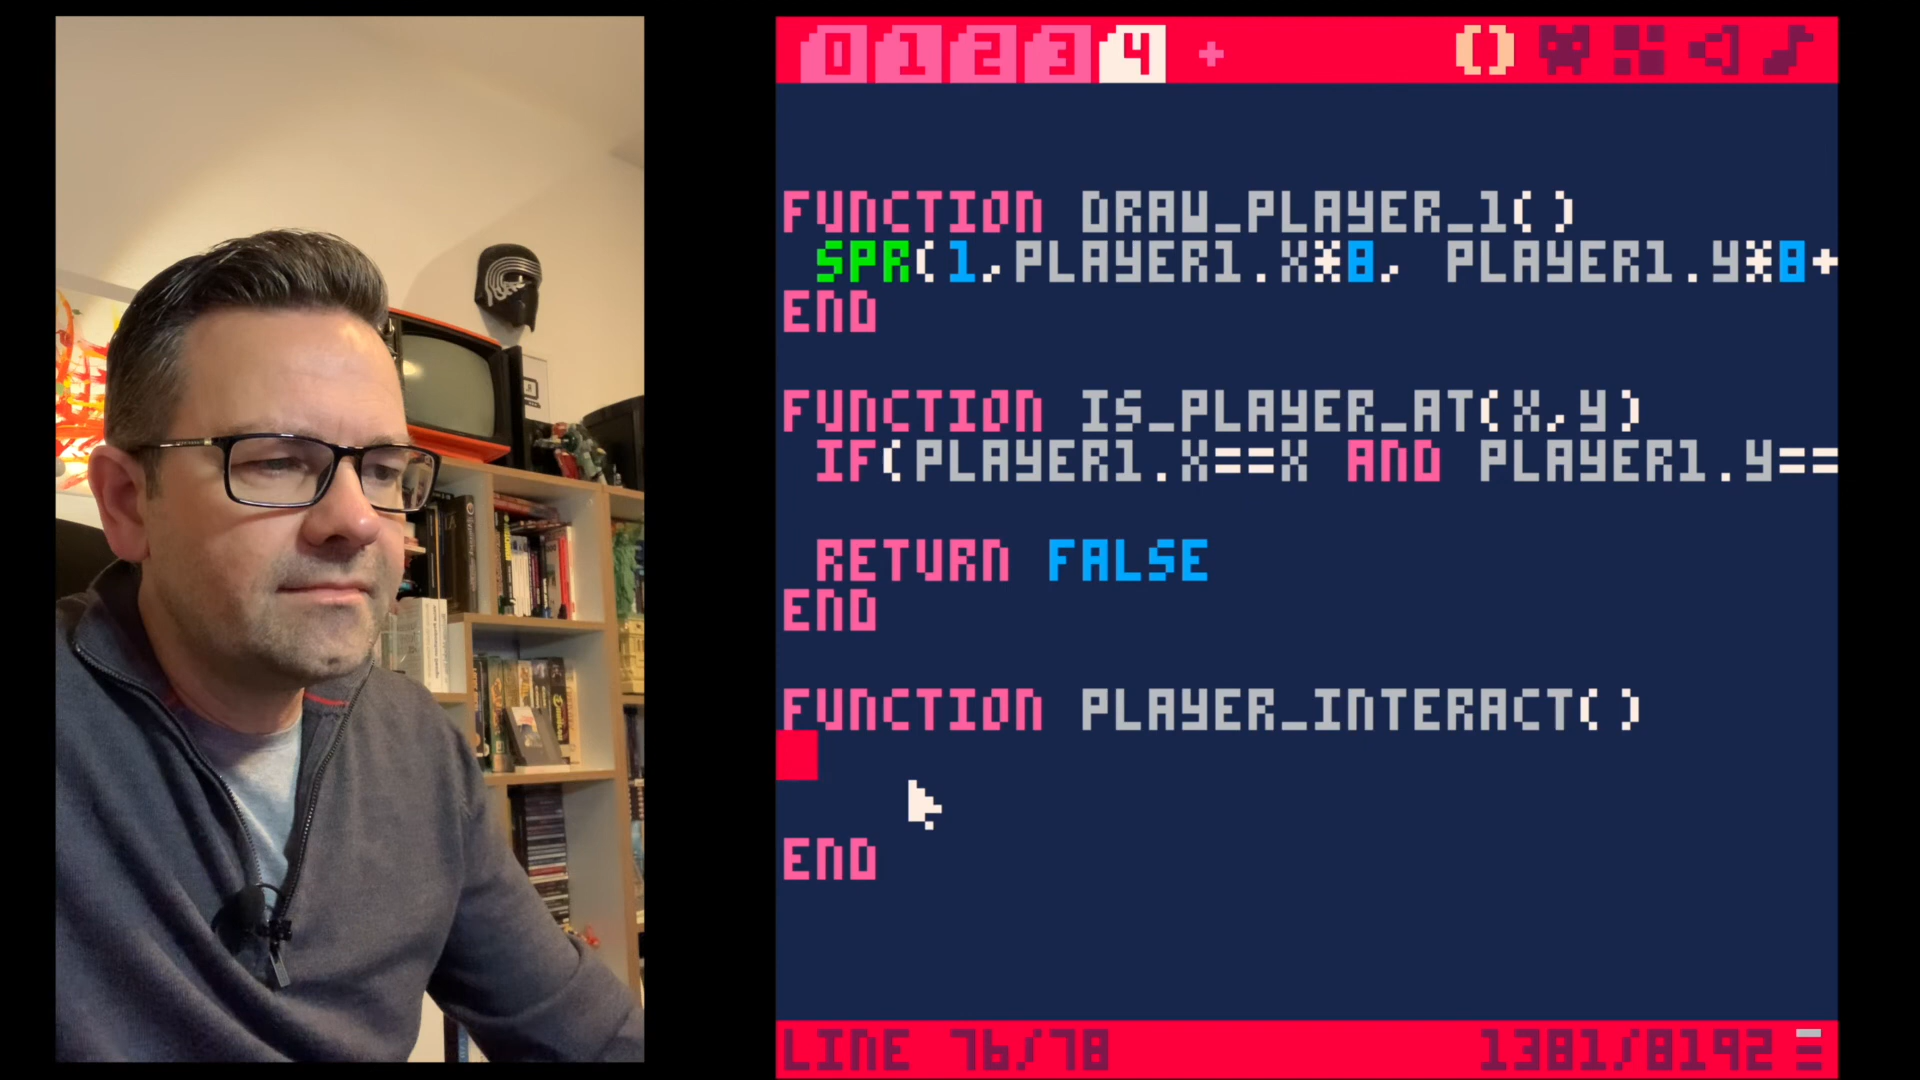 0 1 2 3 4 +
FUNCTION DRAW_PLAYER_1()
SPR(1,PLAYER1.X*8, PLAYER1.Y*8+
END
FUNCTION IS_PLAYER_AT(X,Y)
IF(PLAYER1.X==X AND PLAYER1.Y==
RETURN FALSE
END
FUNCTION PLAYER_INTERACT()
END
LINE 76/78
1381/8192